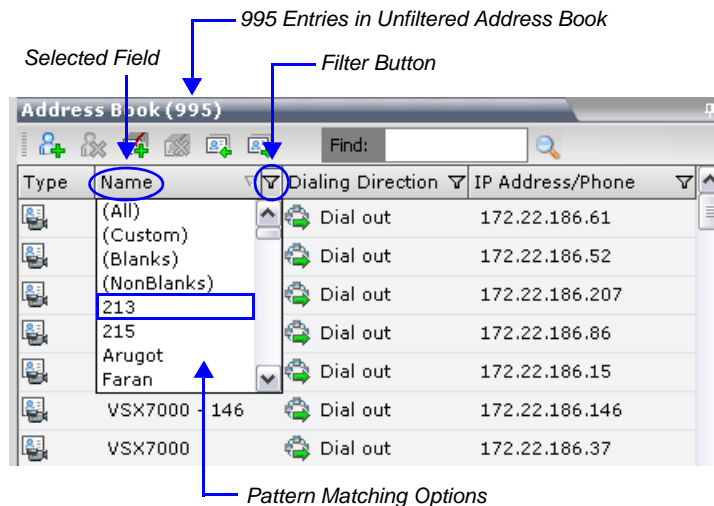 995 Entries in Unfiltered Address Book
Selected Field
Filter Button
Address Book (995)
Find:
Type Name Dialing Direction IP Address/Phone
(All)
(Custom)
(Blanks)
(NonBlanks)
213
215
Arugot
Faran
Dial out 172.22.186.61
Dial out 172.22.186.52
Dial out 172.22.186.207
Dial out 172.22.186.86
Dial out 172.22.186.15
VSX7000 - 146 Dial out 172.22.186.146
VSX7000 Dial out 172.22.186.37
Pattern Matching Options